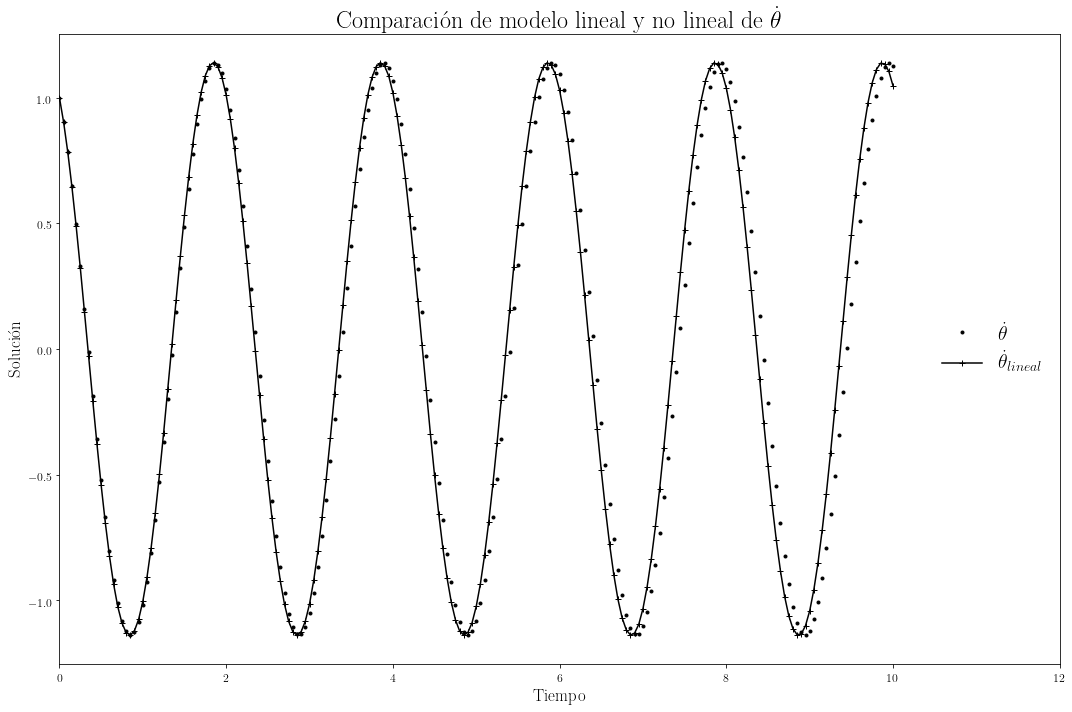 Comparación de modelo lineal y no lineal de θ̇
Solución
1.0
0.5
0.0
−0.5
−1.0
θ̇
θ̇_lineal
0 2 4 6 8 10 12
Tiempo